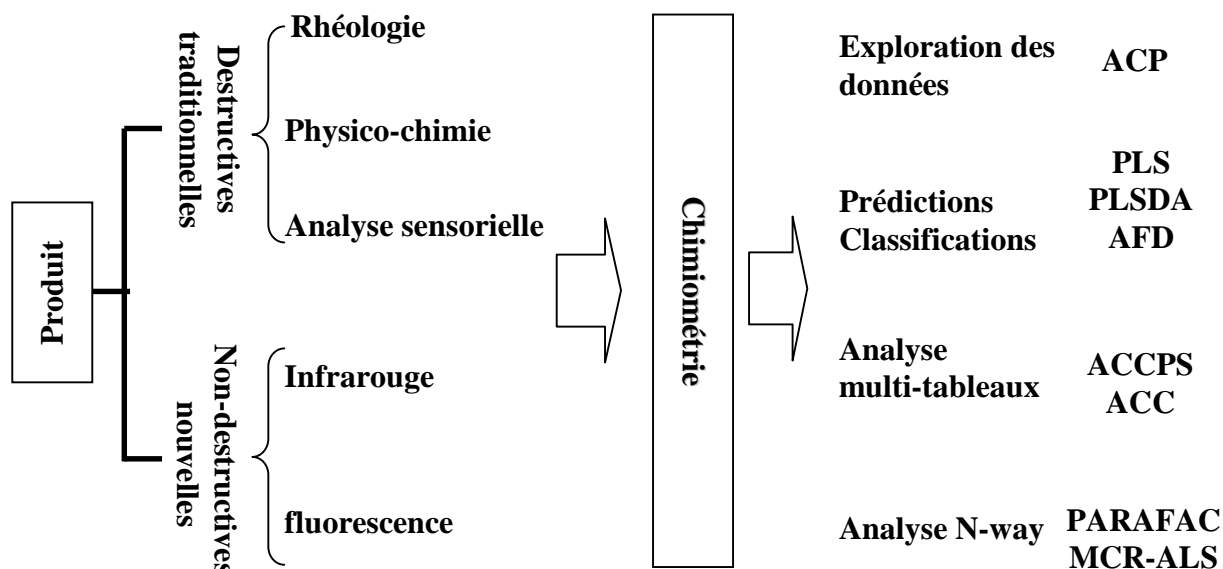 Produit
Destructives
traditionnelles
Rhéologie
Physico-chimie
Analyse sensorielle
Non-destructives
nouvelles
Infrarouge
fluorescence
Chimiométrie
Exploration des
données
ACP
Prédictions
Classifications
PLS
PLSDA
AFD
Analyse
multi-tableaux
ACCPS
ACC
Analyse N-way
PARAFAC
MCR-ALS